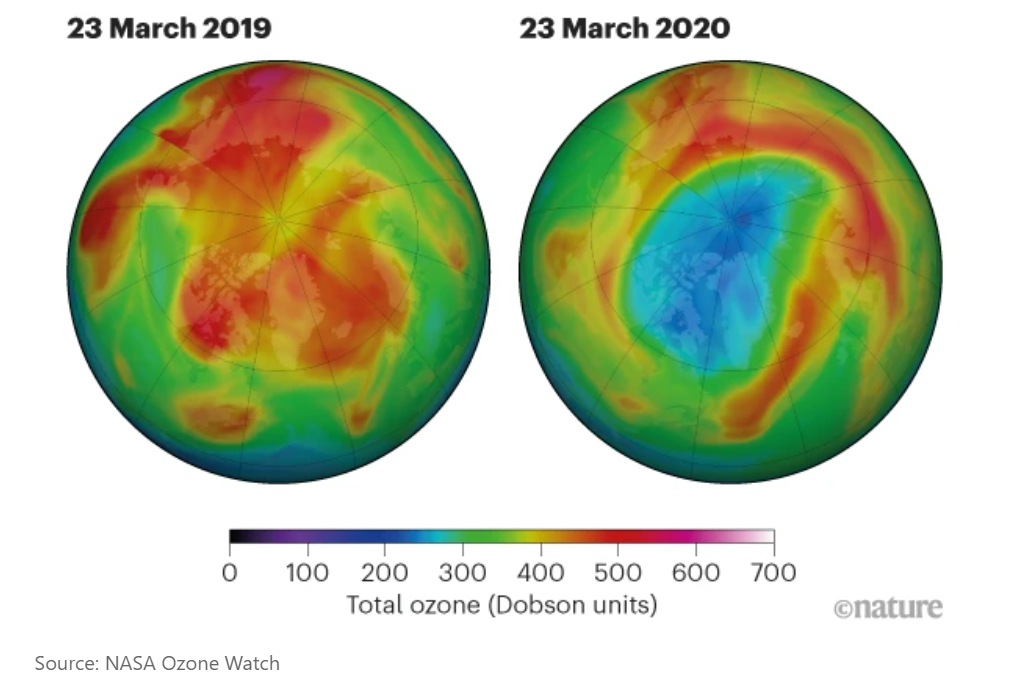 23 March 2019
23 March 2020
0 100 200 300 400 500 600 700
Total ozone (Dobson units)
©nature
Source: NASA Ozone Watch